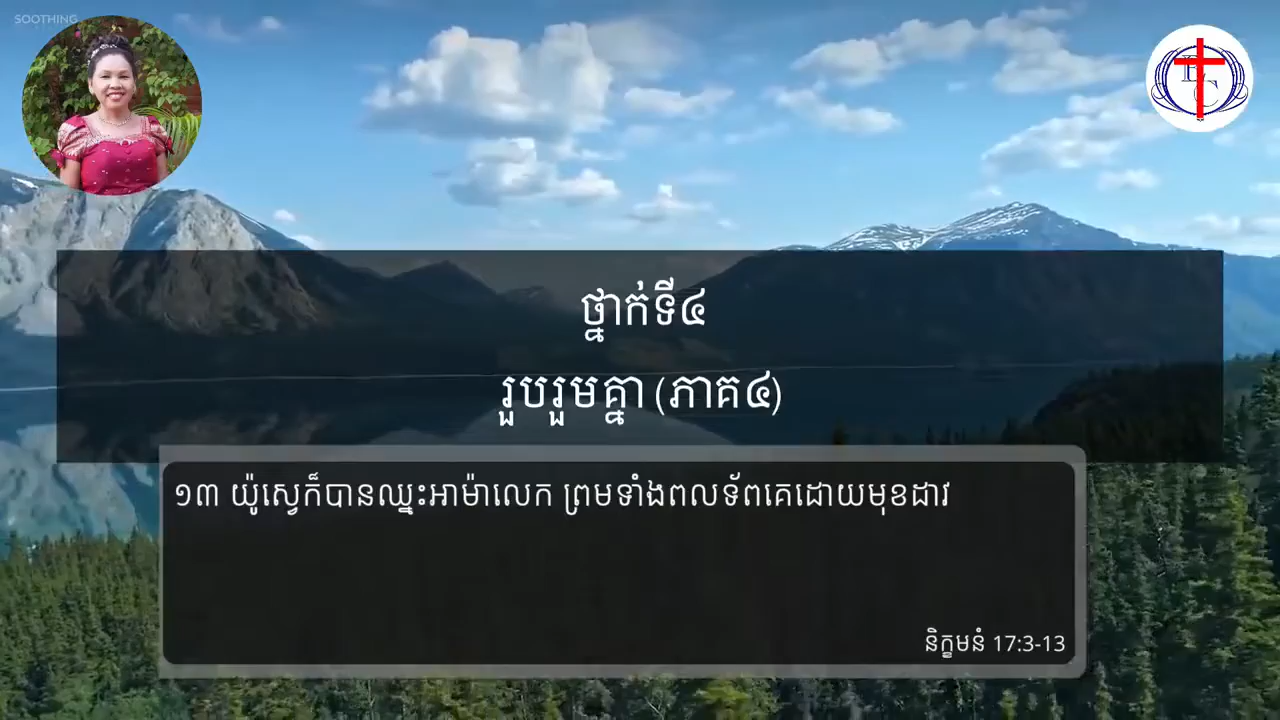 SOOTHING
ថ្នាក់ទី៤
រួបរួមគ្នា (ភាគ៤)
១៣ យ៉ូស្វេក៏បានឈ្នះអាម៉ាលេក ព្រមទាំងពលទ័ពគេដោយមុខដាវ
និក្ខមនំ 17:3-13